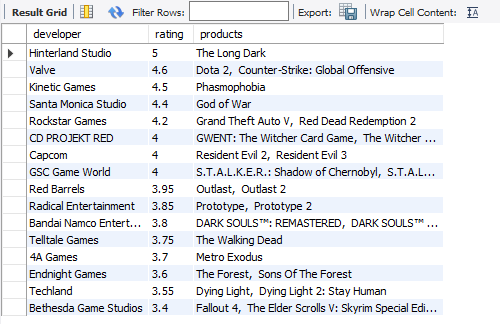 Result Grid Filter Rows: Export: Wrap Cell Content: IA
developer rating products
Hinterland Studio 5 The Long Dark
Valve 4.6 Dota 2, Counter-Strike: Global Offensive
Kinetic Games 4.5 Phasmophobia
Santa Monica Studio 4.4 God of War
Rockstar Games 4.2 Grand Theft Auto V, Red Dead Redemption 2
CD PROJEKT RED 4 GWENT: The Witcher Card Game, The Witcher ...
Capcom 4 Resident Evil 2, Resident Evil 3
GSC Game World 4 S.T.A.L.K.E.R.: Shadow of Chernobyl, S.T.A.L...
Red Barrels 3.95 Outlast, Outlast 2
Radical Entertainment 3.85 Prototype, Prototype 2
Bandai Namco Entert... 3.8 DARK SOULS™: REMASTERED, DARK SOULS™ ...
Telltale Games 3.75 The Walking Dead
4A Games 3.7 Metro Exodus
Endnight Games 3.6 The Forest, Sons Of The Forest
Techland 3.55 Dying Light, Dying Light 2: Stay Human
Bethesda Game Studios 3.4 Fallout 4, The Elder Scrolls V: Skyrim Special Edi...